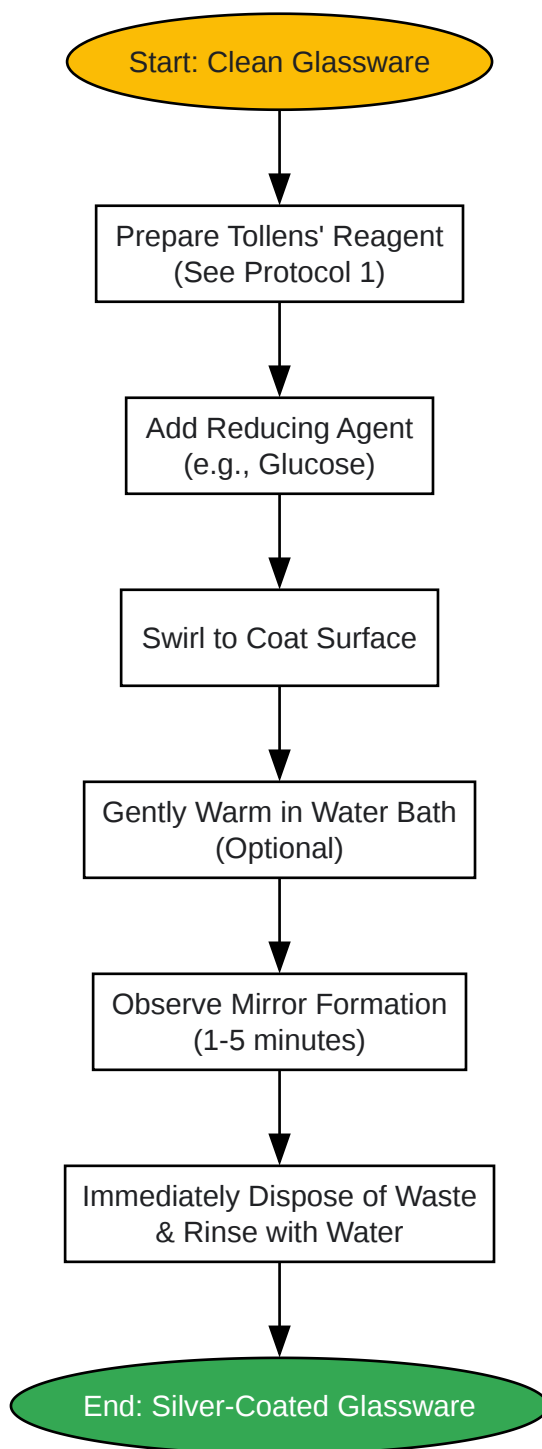 Start: Clean Glassware
Prepare Tollens' Reagent
(See Protocol 1)
Add Reducing Agent
(e.g., Glucose)
Swirl to Coat Surface
Gently Warm in Water Bath
(Optional)
Observe Mirror Formation
(1-5 minutes)
Immediately Dispose of Waste
& Rinse with Water
End: Silver-Coated Glassware